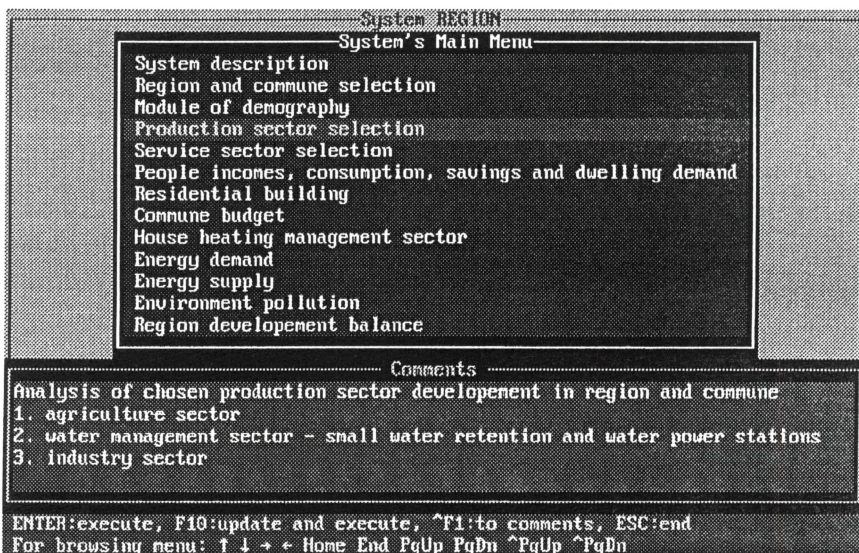 System REGION
System's Main Menu
System description
Region and commune selection
Module of demography
Production sector selection
Service sector selection
People incomes, consumption, savings and dwelling demand
Residential building
Commune budget
House heating management sector
Energy demand
Energy supply
Environment pollution
Region developement balance
Comments
Analysis of chosen production sector developement in region and commune
1. agriculture sector
2. water management sector - small water retention and water power stations
3. industry sector
ENTER:execute, F10:update and execute, ^F1:to comments, ESC:end
For browsing menu: ↑ ↓ → ← Home End PgUp PgDn ^PgUp ^PgDn